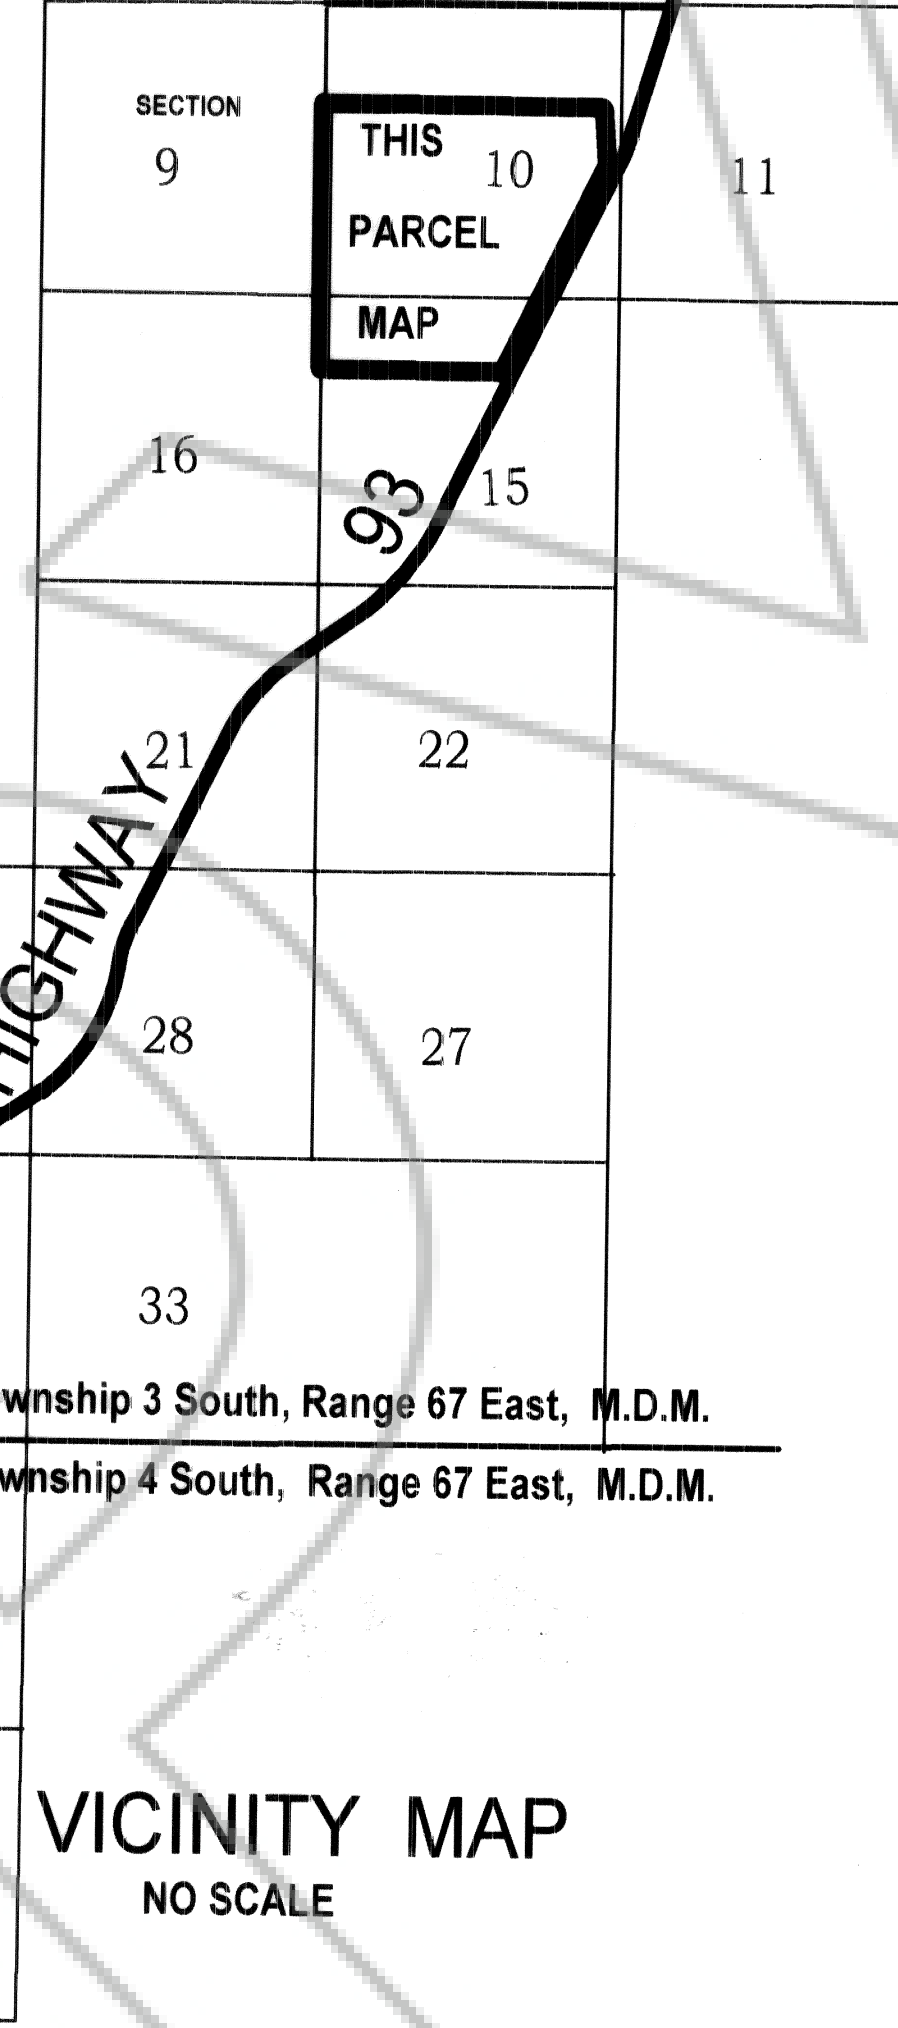 SECTION
9
THIS
10
11
PARCEL
MAP
16
15
93
21
22
HIGHWAY
28
27
33
wnship 3 South, Range 67 East, M.D.M.
wnship 4 South, Range 67 East, M.D.M.
VICINITY MAP
NO SCALE